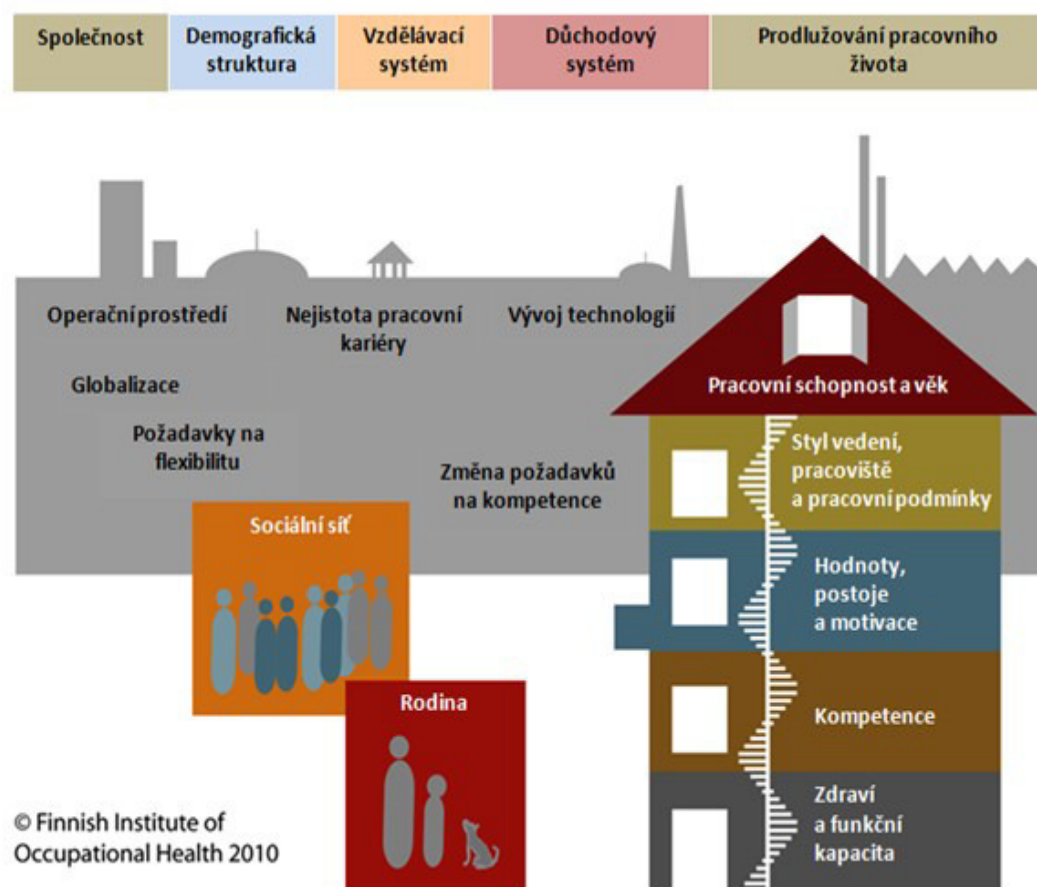 Společnost
Demografická
struktura
Vzdělávací
systém
Důchodový
systém
Prodlužování pracovního
života
Operační prostředí
Nejistota pracovní
kariéry
Vývoj technologií
Globalizace
Požadavky na
flexibilitu
Změna požadavků
na kompetence
Pracovní schopnost a věk
Styl vedení,
pracoviště
a pracovní podmínky
Hodnoty,
postoje
a motivace
Kompetence
Zdraví
a funkční
kapacita
Sociální síť
Rodina
© Finnish Institute of
Occupational Health 2010